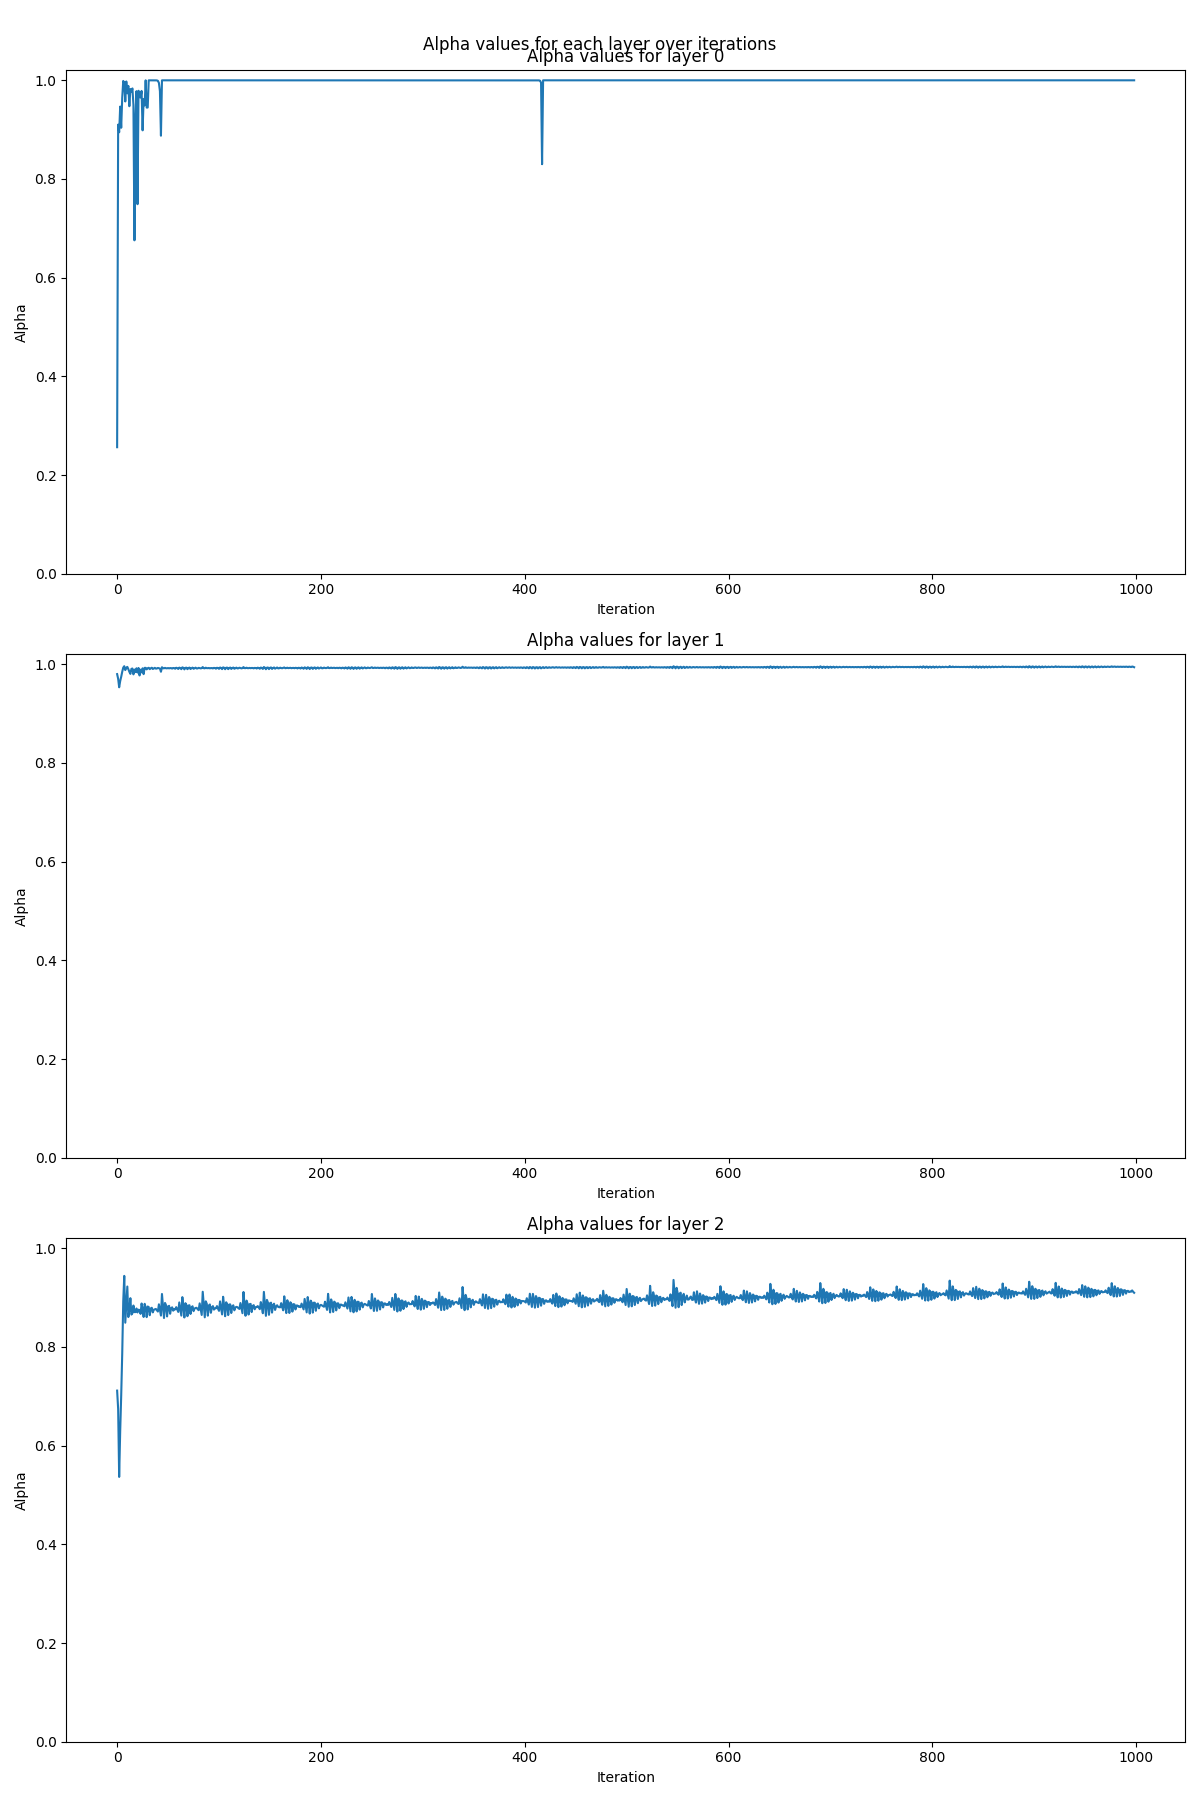 Alpha values for each layer over iterations
Alpha values for layer 0
1.0
0.8
0.6
0.4
0.2
0.0
Alpha
0 200 400 600 800 1000
Iteration
Alpha values for layer 1
1.0
0.8
0.6
0.4
0.2
0.0
Alpha
0 200 400 600 800 1000
Iteration
Alpha values for layer 2
1.0
0.8
0.6
0.4
0.2
0.0
Alpha
0 200 400 600 800 1000
Iteration